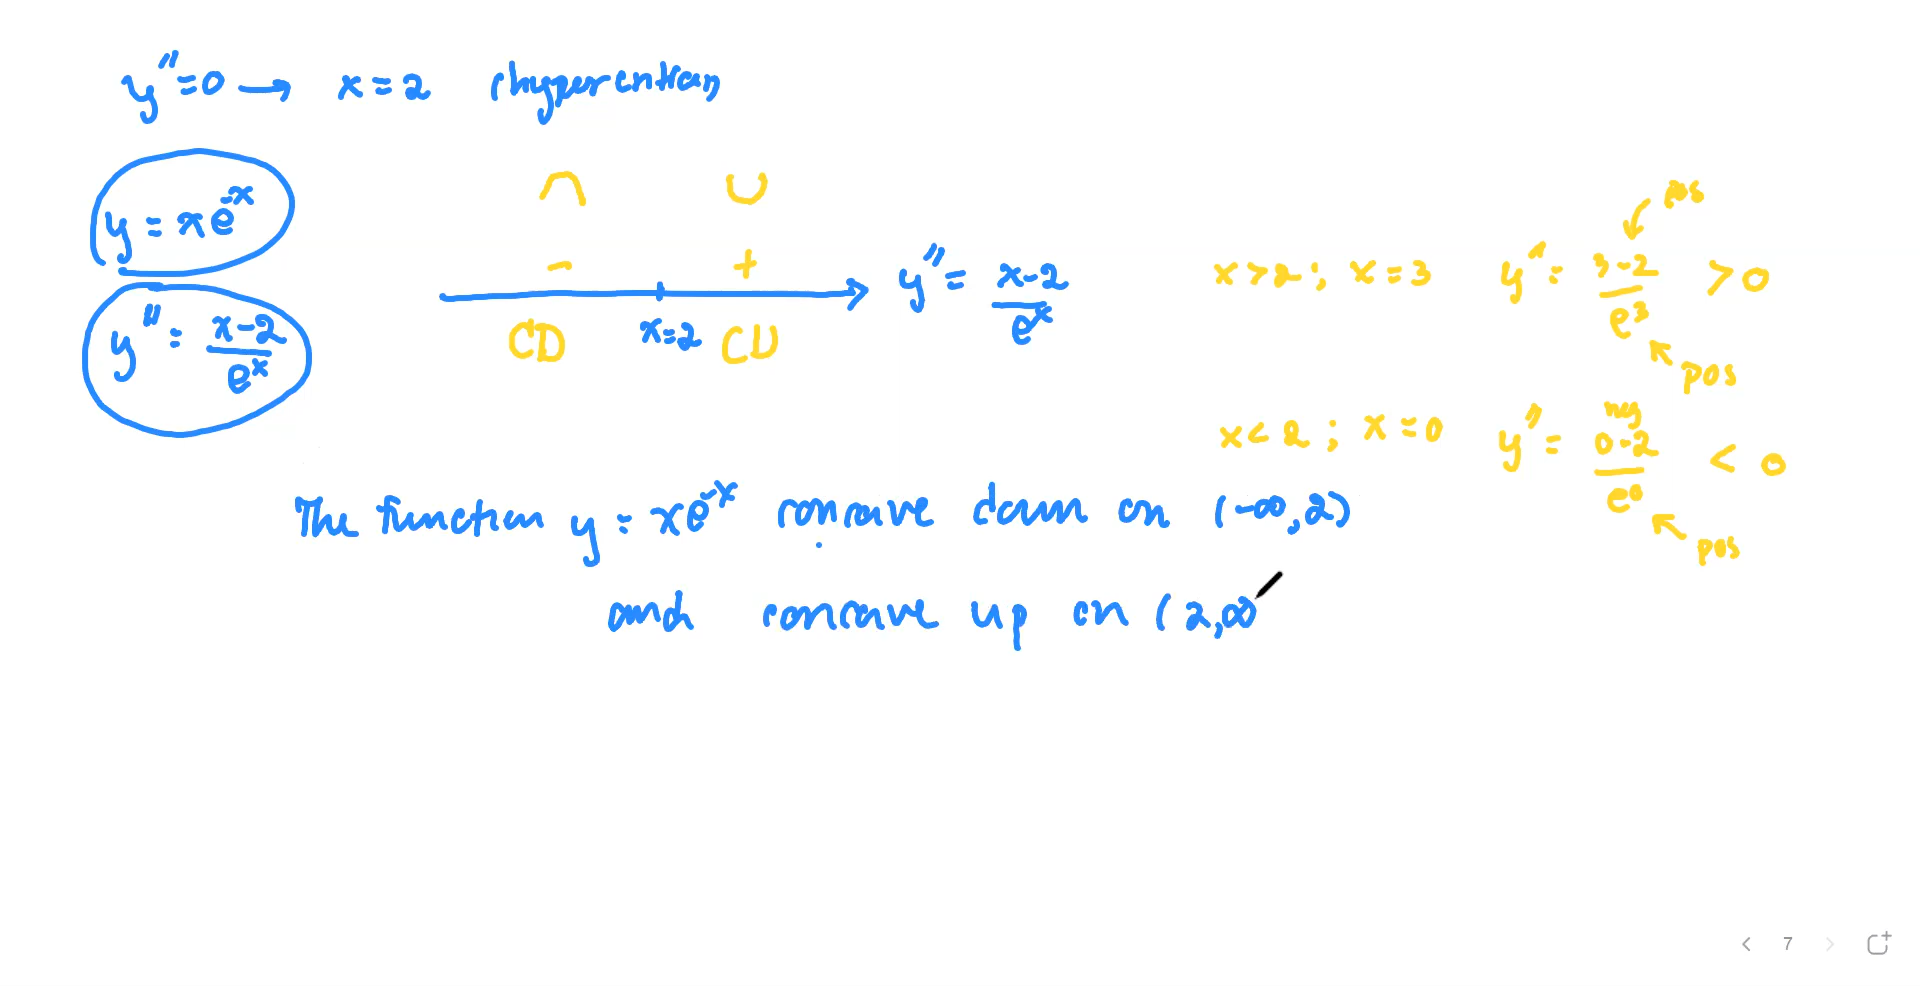 y''=0 → x=2 (hypercritical)
y = xe^-x
y'' = x-2/e^x
∩ ∪
- +
x=2
CD CU
y'' = x-2/e^x
pos
x>2; x=3 y'' = 3-2/e^3 > 0
pos
neg
x<2; x=0 y'' = 0-2/e^0 < 0
pos
The function y = xe^-x concave down on (-∞,2)
and concave up on (2,∞)
7